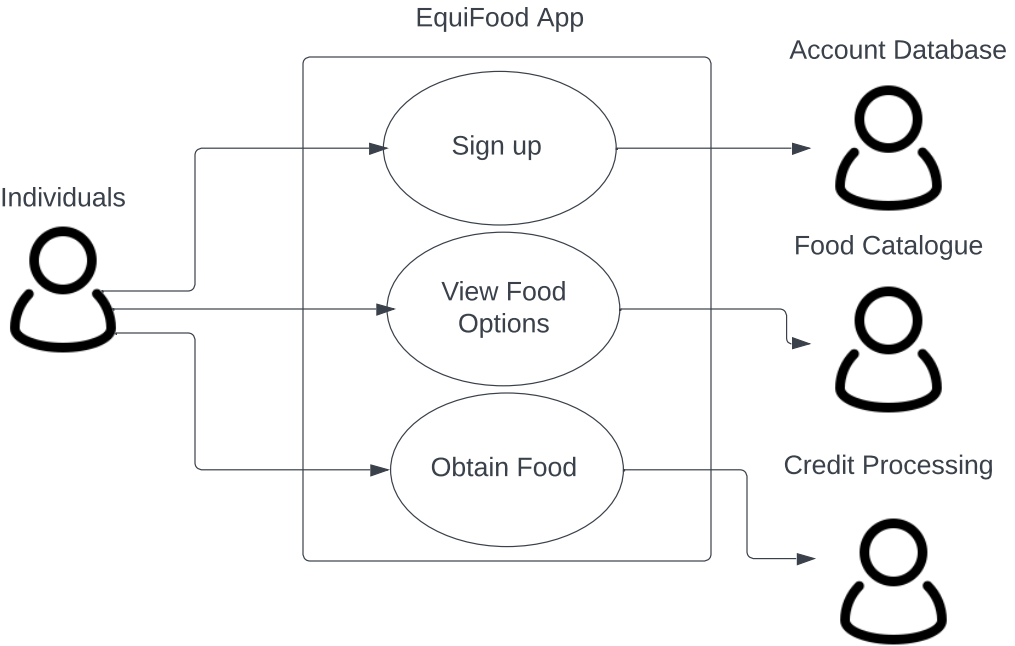 EquiFood App
Account Database
Sign up
Individuals
Food Catalogue
View Food
Options
Credit Processing
Obtain Food